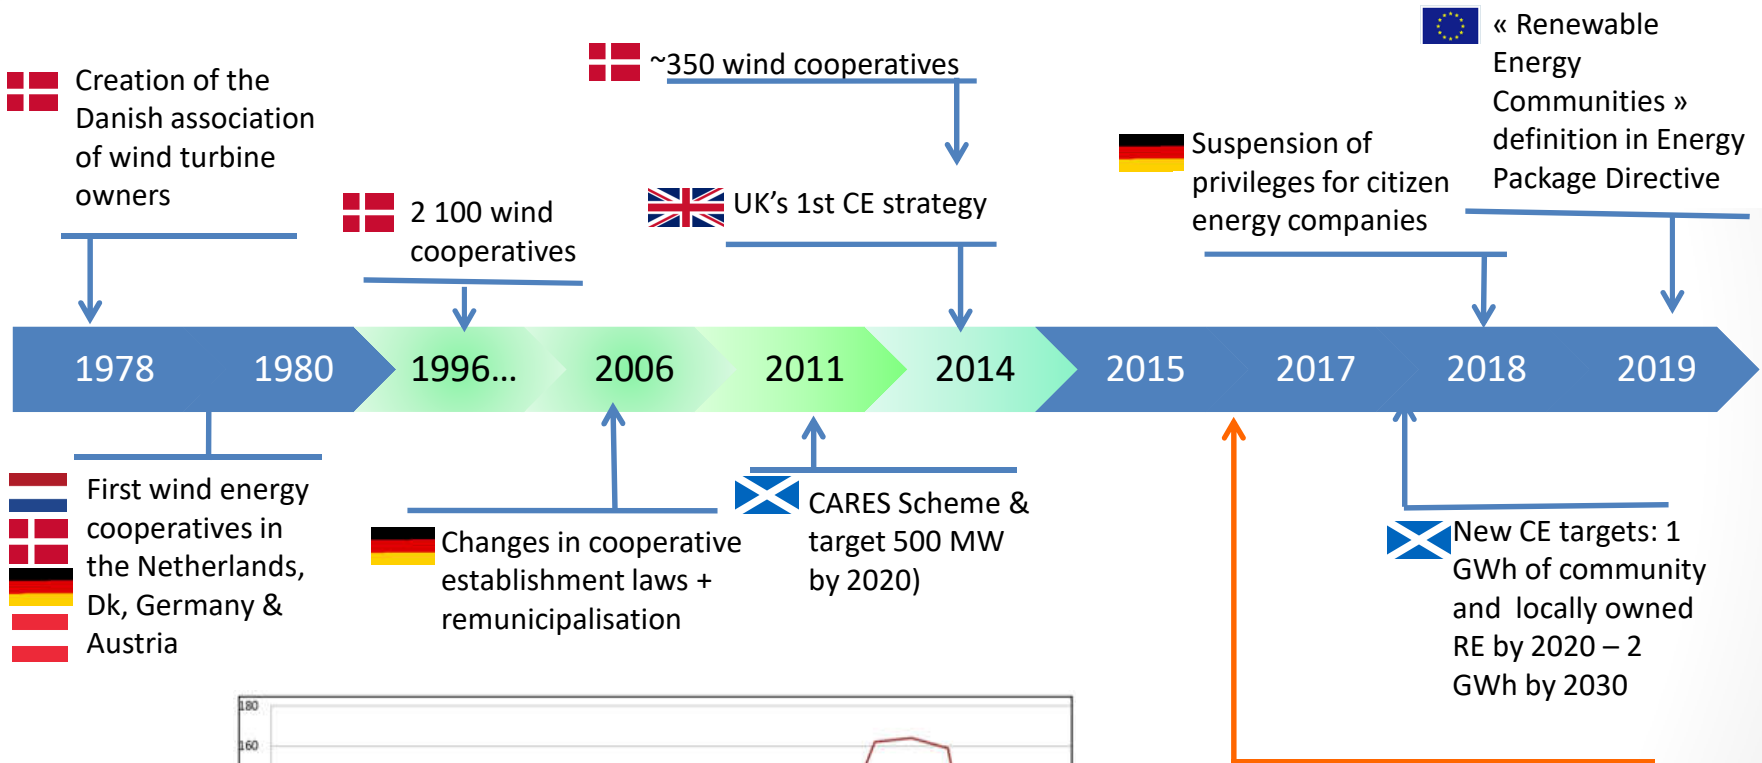 Creation of the
Danish association
of wind turbine
owners
2 100 wind
cooperatives
~350 wind cooperatives
UK's 1st CE strategy
Suspension of
privileges for citizen
energy companies
« Renewable
Energy
Communities »
definition in Energy
Package Directive
1978
1980
1996...
2006
2011
2014
2015
2017
2018
2019
First wind energy
cooperatives in
the Netherlands,
Dk, Germany &
Austria
Changes in cooperative
establishment laws +
remunicipalisation
CARES Scheme &
target 500 MW
by 2020)
New CE targets: 1
GWh of community
and locally owned
RE by 2020 – 2
GWh by 2030
180
160